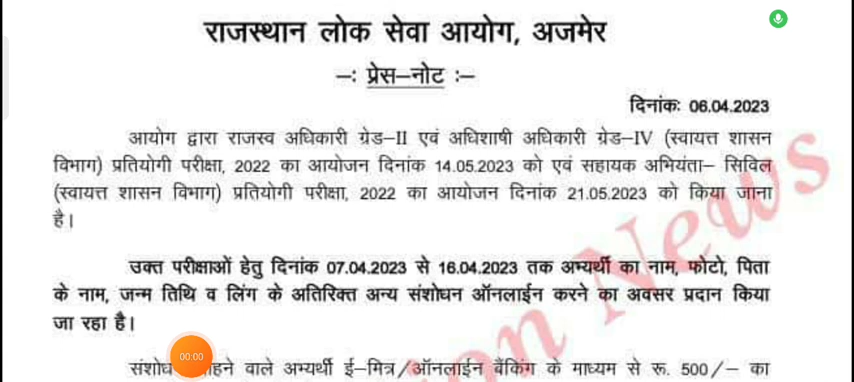 राजस्थान लोक सेवा आयोग, अजमेर
–: प्रेस–नोट :–
दिनांकः 06.04.2023
आयोग द्वारा राजस्व अधिकारी ग्रेड–II एवं अधिशाषी अधिकारी ग्रेड–IV (स्वायत्त शासन
विभाग) प्रतियोगी परीक्षा, 2022 का आयोजन दिनांक 14.05.2023 को एवं सहायक अभियंता– सिविल
(स्वायत्त शासन विभाग) प्रतियोगी परीक्षा, 2022 का आयोजन दिनांक 21.05.2023 को किया जाना
है।
उक्त परीक्षाओं हेतु दिनांक 07.04.2023 से 16.04.2023 तक अभ्यर्थी का नाम, फोटो, पिता
के नाम, जन्म तिथि व लिंग के अतिरिक्त अन्य संशोधन ऑनलाईन करने का अवसर प्रदान किया
जा रहा है।
00:00
वाले अभ्यर्थी ई–मित्र/ऑनलाईन बैंकिंग के माध्यम से रू. 500/– का
News